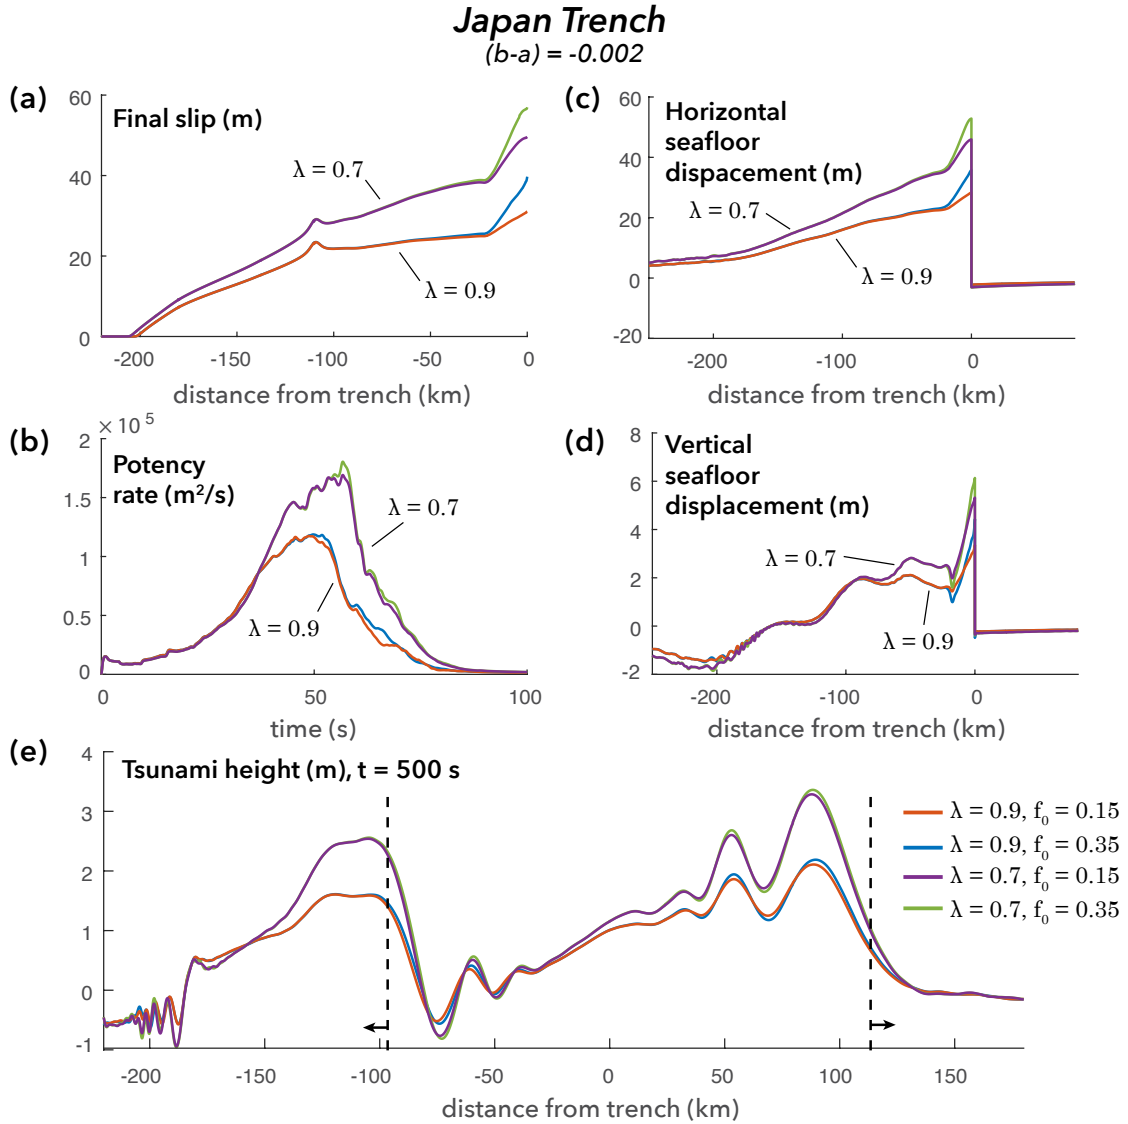 Japan Trench
(b-a) = -0.002
(a)
Final slip (m)
60
40
20
0
λ = 0.7
λ = 0.9
-200
-150
-100
-50
0
distance from trench (km)
(c)
Horizontal
seafloor
dispacement (m)
60
40
20
0
-20
λ = 0.7
λ = 0.9
-200
-100
0
distance from trench (km)
(b)
× 10 5
Potency
rate (m²/s)
2
1.5
1
0.5
0
λ = 0.7
λ = 0.9
0
50
100
time (s)
(d)
Vertical
seafloor
displacement (m)
8
6
4
2
0
-2
λ = 0.7
λ = 0.9
-200
-100
0
distance from trench (km)
(e)
Tsunami height (m), t = 500 s
4
3
2
1
0
-1
λ = 0.9, f₀ = 0.15
λ = 0.9, f₀ = 0.35
λ = 0.7, f₀ = 0.15
λ = 0.7, f₀ = 0.35
-200
-150
-100
-50
0
50
100
150
distance from trench (km)